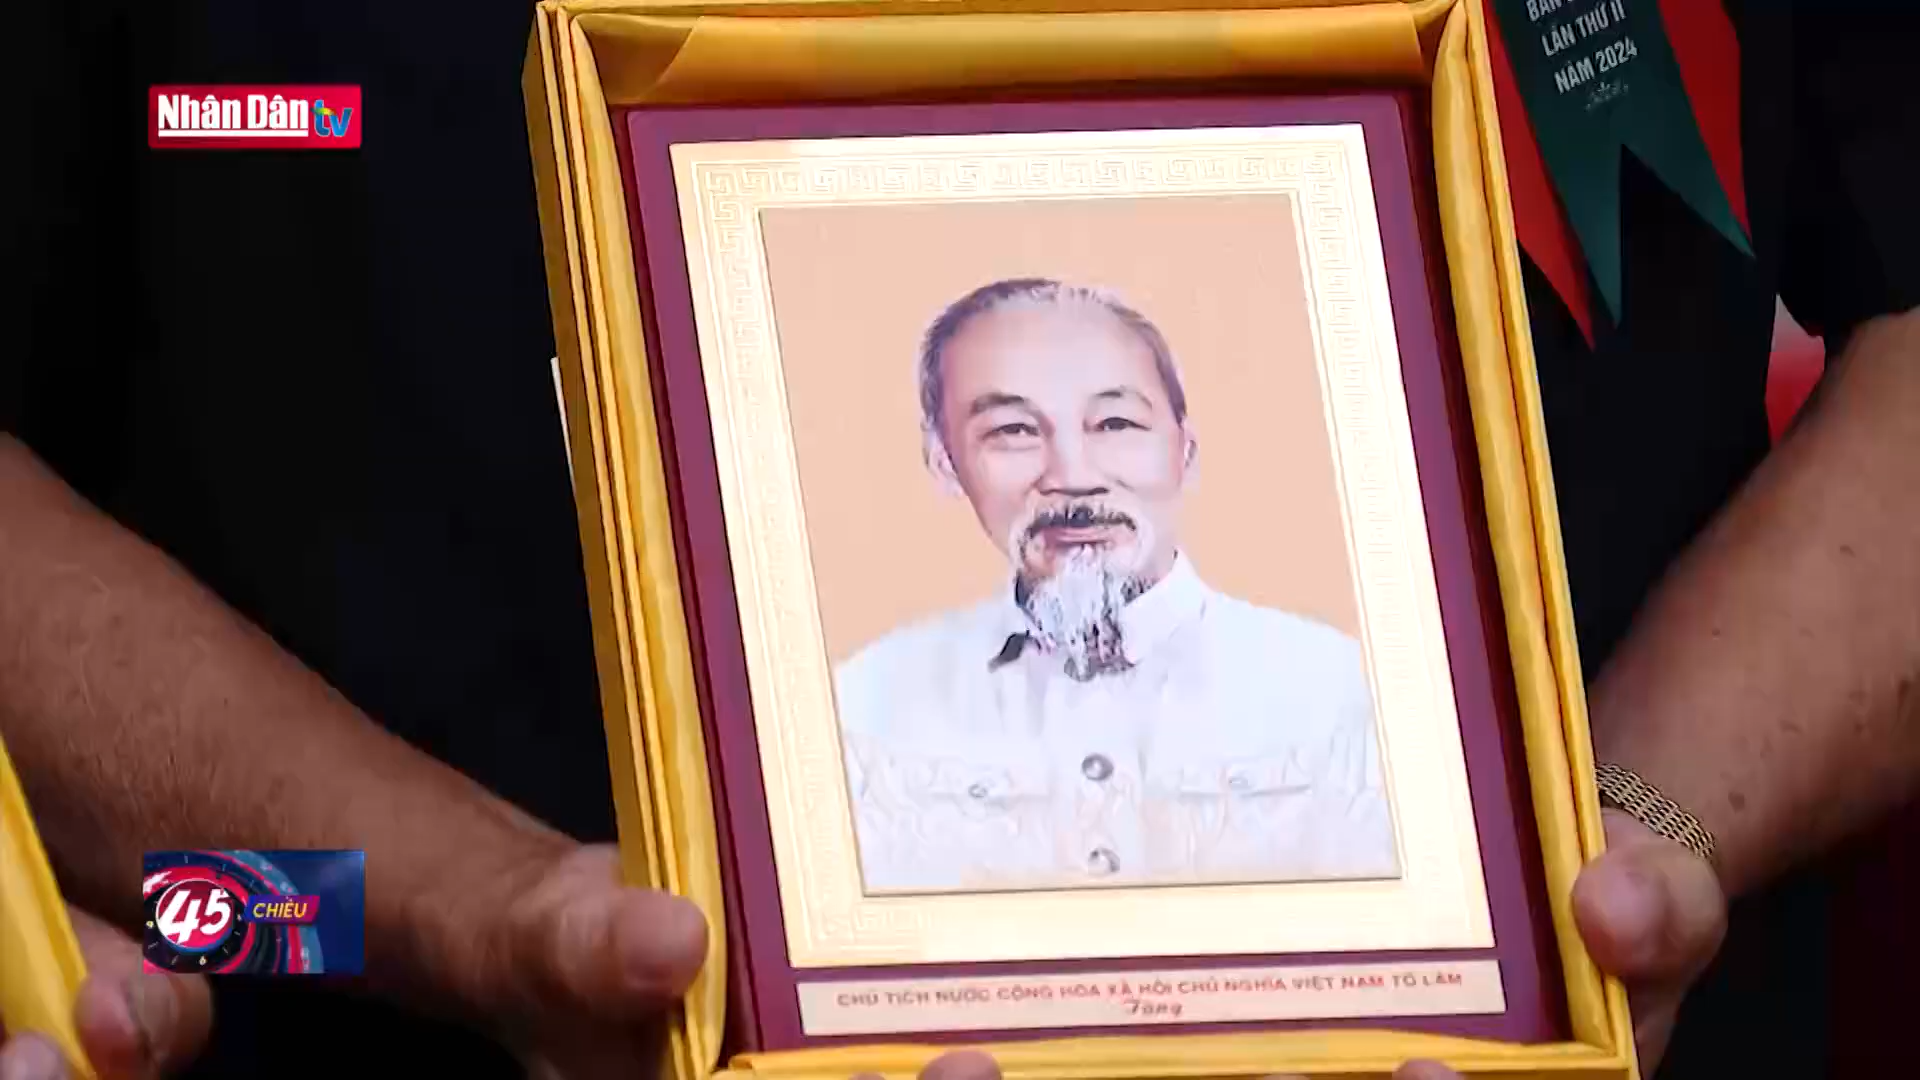 Nhân Dân tv
LẦN THỨ II
NĂM 2024
45
CHIỀU
CHỦ TỊCH NƯỚC CỘNG HÒA XÃ HỘI CHỦ NGHĨA VIỆT NAM TÔ LÂM
Tặng